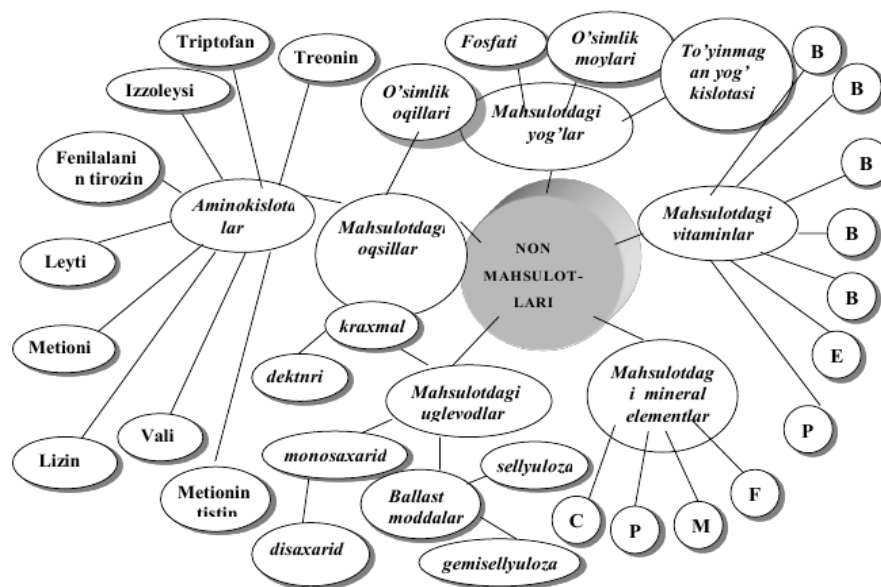 Triptofan
Treonin
Izzoleysi
Fenilalani
n tirozin
Aminokislota
lar
Leyti
Metioni
Lizin
Vali
Metionin
tistin
O'simlik
oqillari
Mahsulotdagi
oqsillar
Fosfati
O'simlik
moylari
To'yinmag
an yog'
kislotasi
Mahsulotdagi
yog'lar
NON
MAHSULOT-
LARI
B
B
B
B
B
E
P
Mahsulotdagi
vitaminlar
kraxmal
dektnri
Mahsulotdagi
uglevodlar
monosaxarid
disaxarid
Ballast
moddalar
sellyuloza
gemisellyuloza
Mahsulotdag
i mineral
elementlar
C
P
M
F